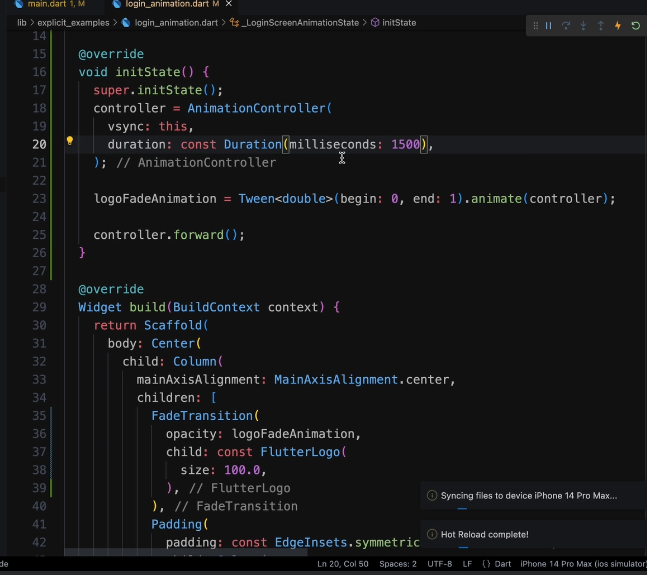 main.dart 1, M
login_animation.dart M
lib > explicit_examples > login_animation.dart > _LoginScreenAnimationState > initState
14
15 @override
16 void initState() {
17 super.initState();
18 controller = AnimationController(
19 vsync: this,
20 duration: const Duration(milliseconds: 1500),
21 ); // AnimationController
22
23 logoFadeAnimation = Tween<double>(begin: 0, end: 1).animate(controller);
24
25 controller.forward();
26 }
27
28 @override
29 Widget build(BuildContext context) {
30 return Scaffold(
31 body: Center(
32 child: Column(
33 mainAxisAlignment: MainAxisAlignment.center,
34 children: [
35 FadeTransition(
36 opacity: logoFadeAnimation,
37 child: const FlutterLogo(
38 size: 100.0,
39 ), // FlutterLogo
40 ), // FadeTransition
41 Padding(
42 padding: const EdgeInsets.symmetric
Syncing files to device iPhone 14 Pro Max...
Hot Reload complete!
Ln 20, Col 50 Spaces: 2 UTF-8 LF {} Dart iPhone 14 Pro Max (ios simulator)